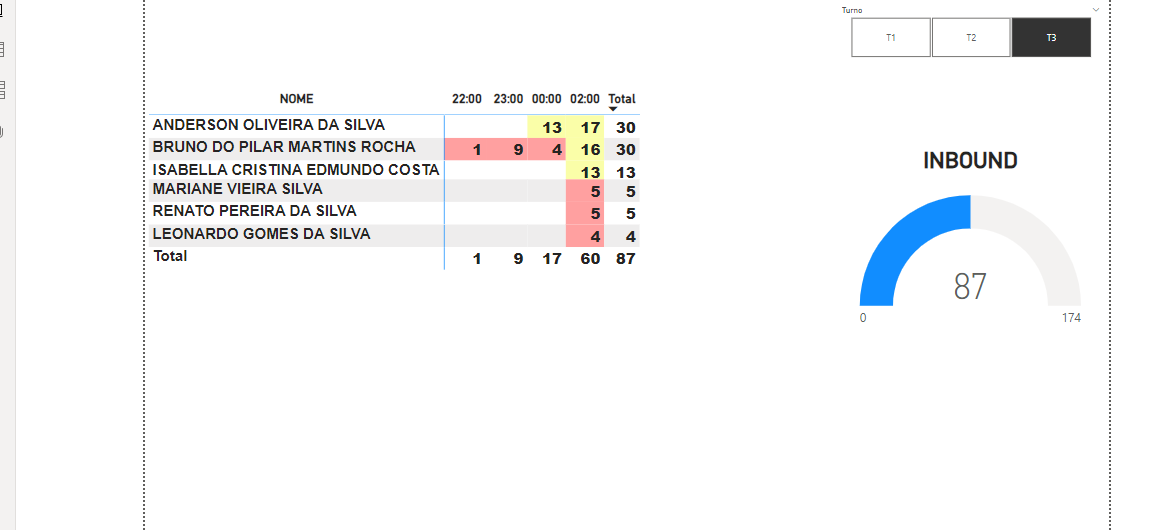 Turno
T1 T2 T3
NOME 22:00 23:00 00:00 02:00 Total
ANDERSON OLIVEIRA DA SILVA 13 17 30
BRUNO DO PILAR MARTINS ROCHA 1 9 4 16 30
ISABELLA CRISTINA EDMUNDO COSTA 13 13
MARIANE VIEIRA SILVA 5 5
RENATO PEREIRA DA SILVA 5 5
LEONARDO GOMES DA SILVA 4 4
Total 1 9 17 60 87
INBOUND
87
0 174